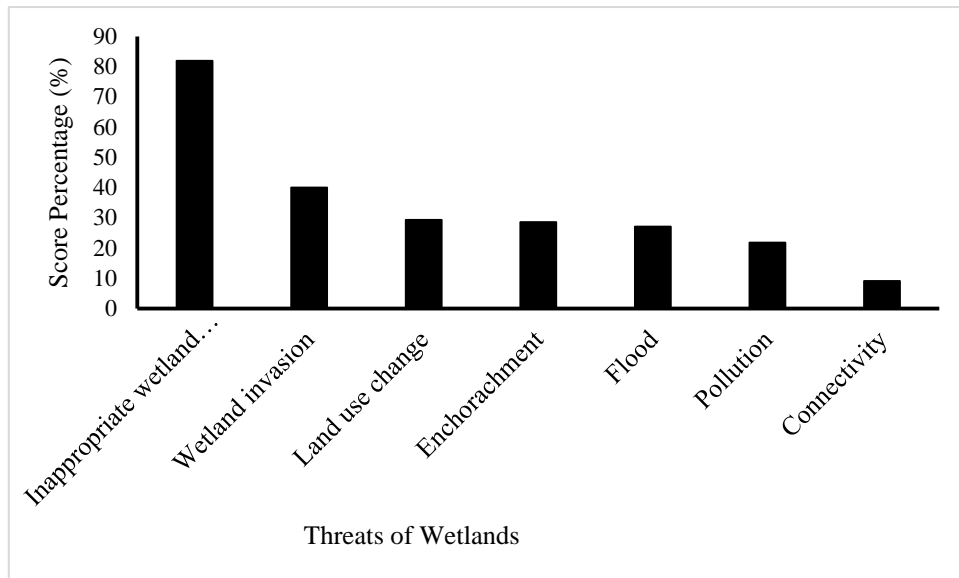 90
80
70
60
50
40
30
20
10
0
Score Percentage (%)
Inappropriate wetland…
Wetland invasion
Land use change
Enchorachment
Flood
Pollution
Connectivity
Threats of Wetlands